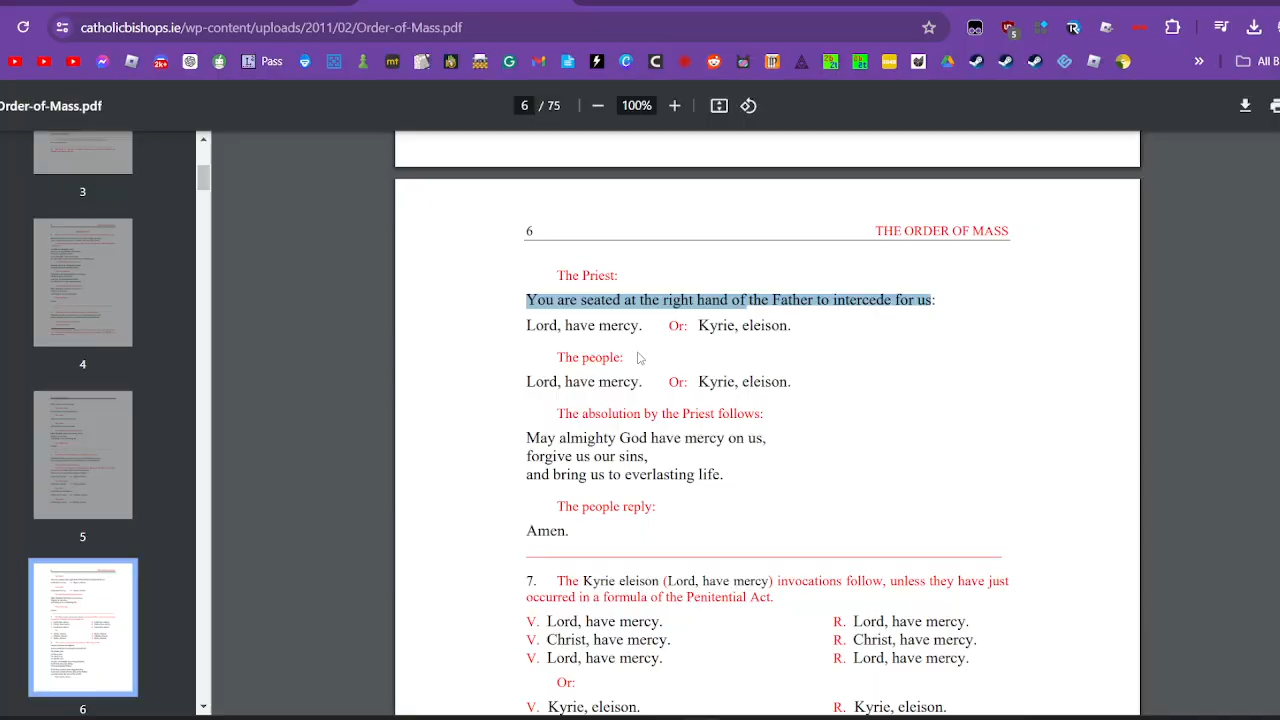 catholicbishops.ie/wp-content/uploads/2011/02/Order-of-Mass.pdf
5
2K+
Pass
mt
All B
Order-of-Mass.pdf
6 / 75
100%
3
4
5
6
6 THE ORDER OF MASS
The Priest:
You are seated at the right hand of the Father to intercede for us:
Lord, have mercy. Or: Kyrie, eleison.
The people:
Lord, have mercy. Or: Kyrie, eleison.
The absolution by the Priest follows:
May almighty God have mercy on us,
forgive us our sins,
and bring us to everlasting life.
The people reply:
Amen.
7. The Kyrie eleison (Lord, have mercy) invocations follow, unless they have just
occurred in a formula of the Penitential Act.
V. Lord, have mercy. R. Lord, have mercy.
V. Christ, have mercy. R. Christ, have mercy.
V. Lord, have mercy. R. Lord, have mercy.
Or:
V. Kyrie, eleison. R. Kyrie, eleison.